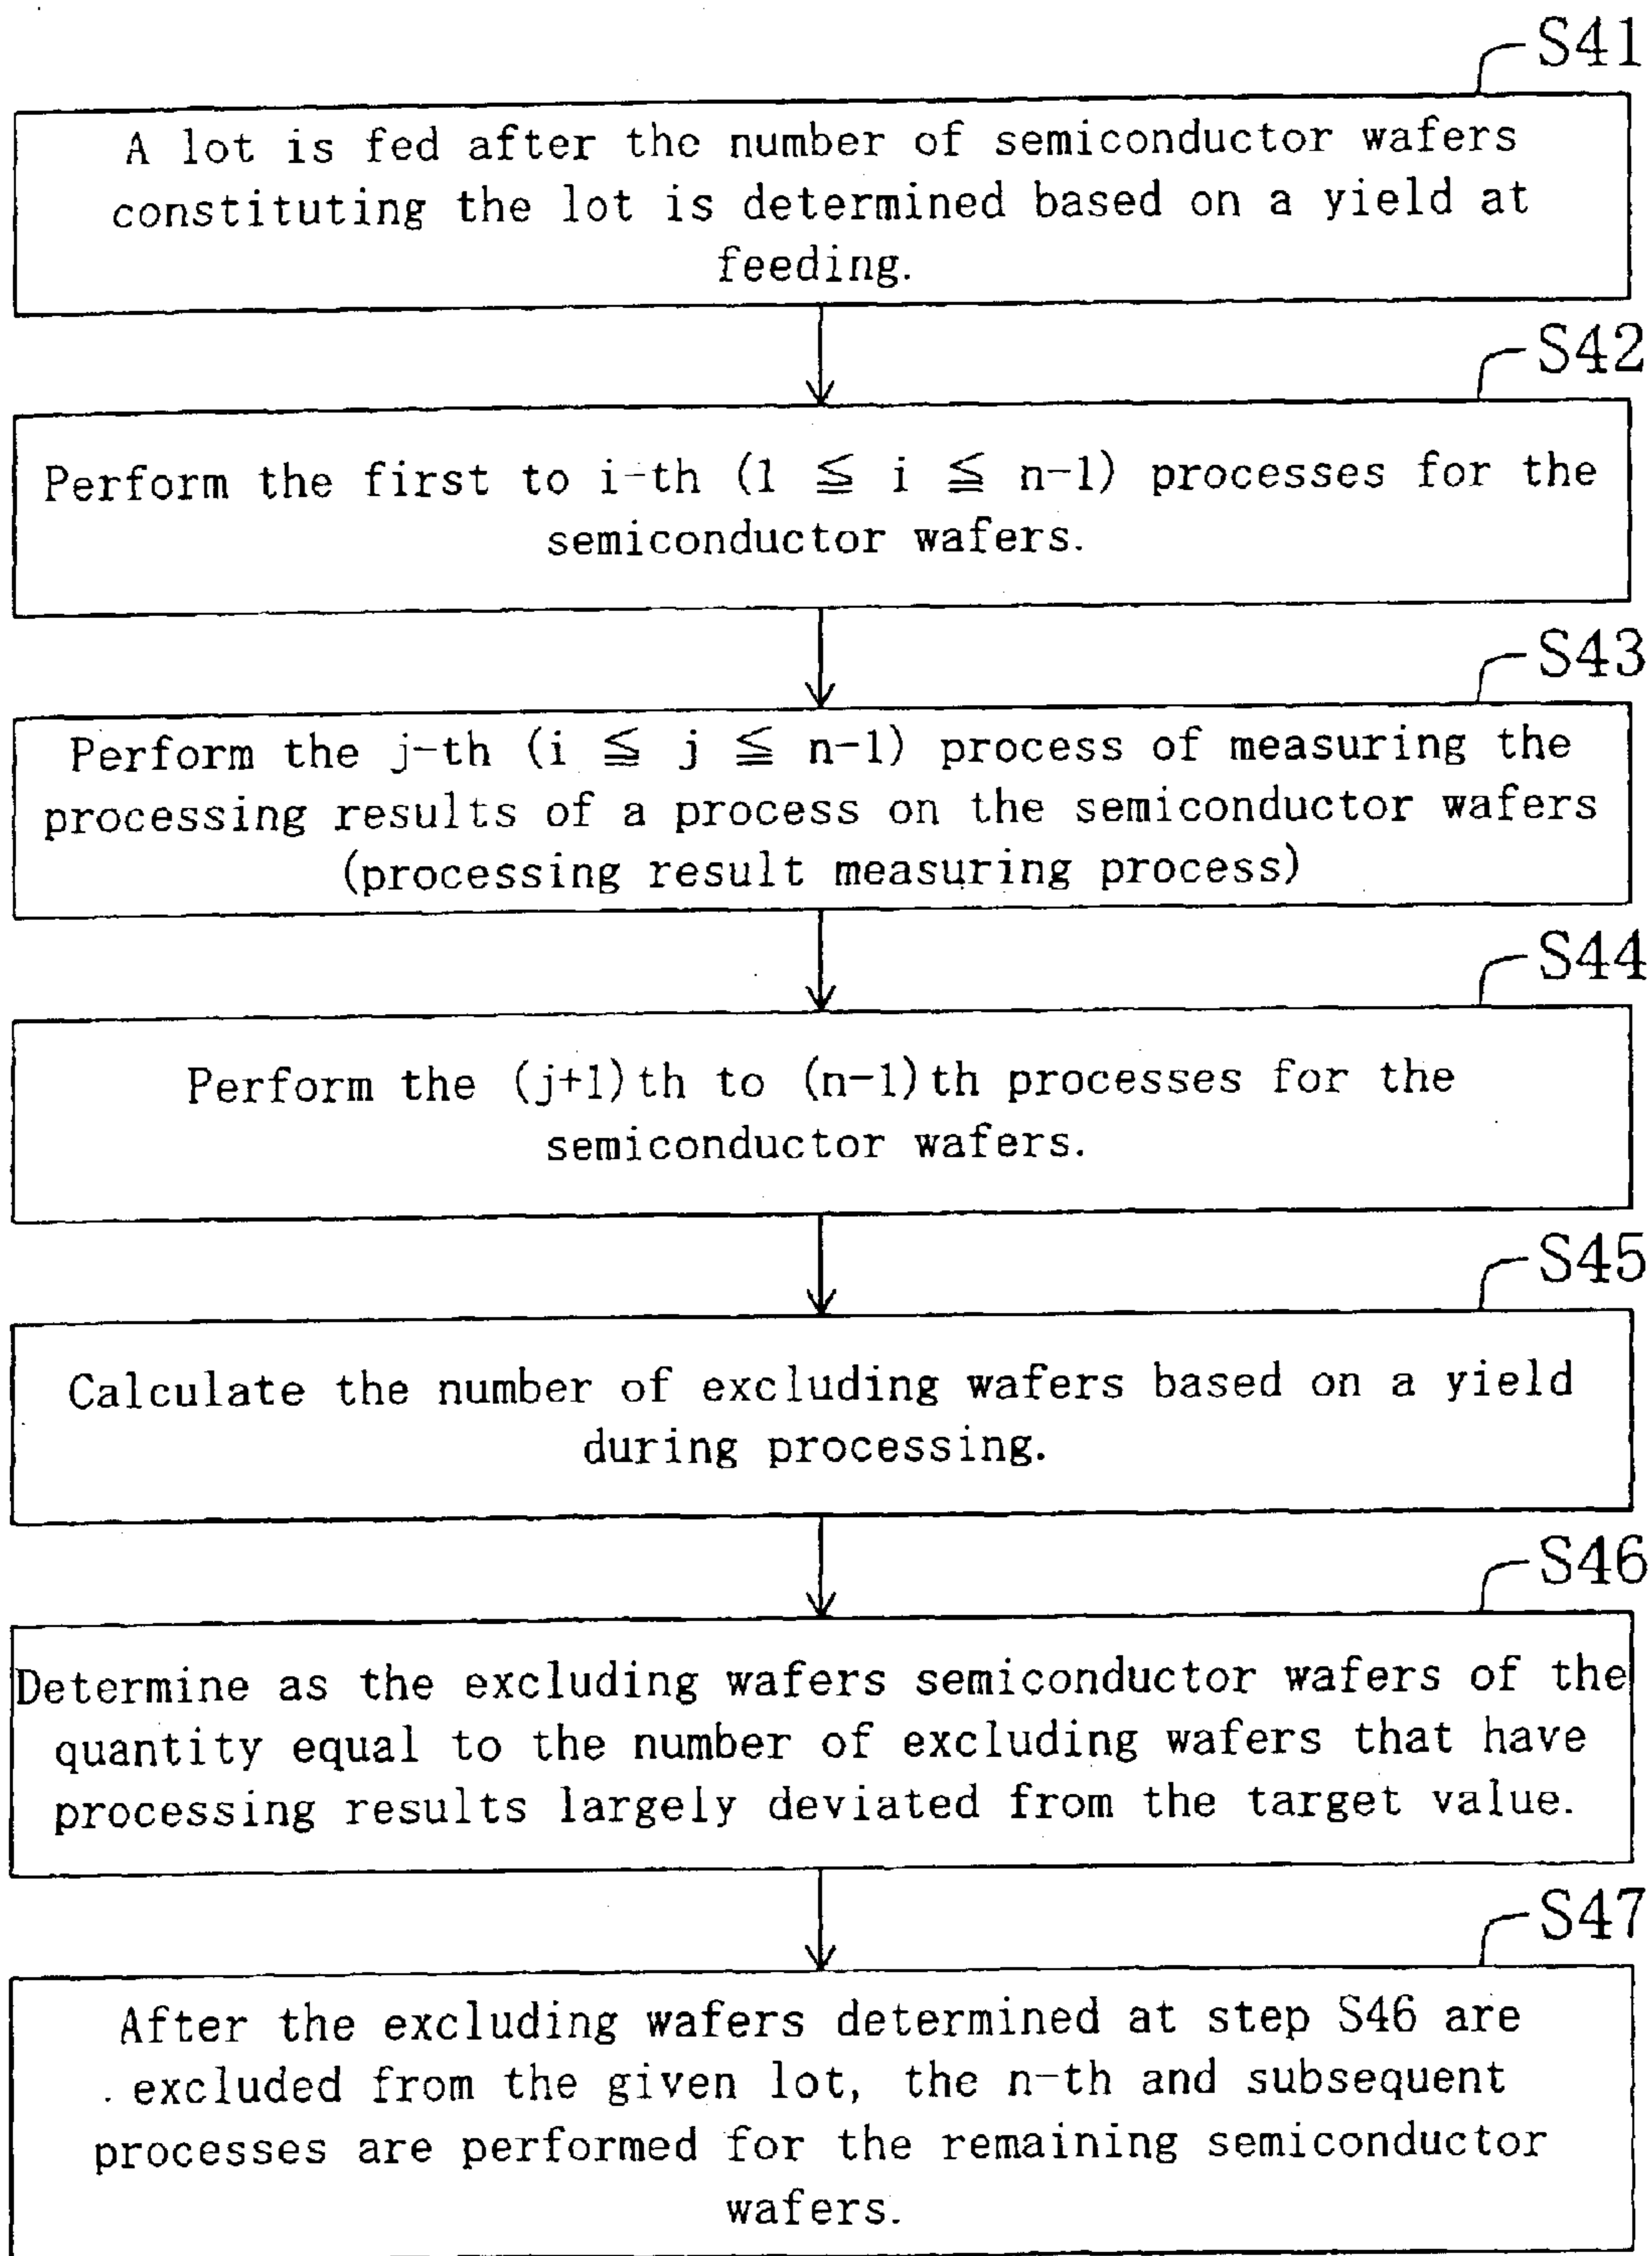 S41
A lot is fed after the number of semiconductor wafers
constituting the lot is determined based on a yield at
feeding.
S42
Perform the first to i-th (1 ≦ i ≦ n-1) processes for the
semiconductor wafers.
S43
Perform the j-th (i ≦ j ≦ n-1) process of measuring the
processing results of a process on the semiconductor wafers
(processing result measuring process)
S44
Perform the (j+1)th to (n-1)th processes for the
semiconductor wafers.
S45
Calculate the number of excluding wafers based on a yield
during processing.
S46
Determine as the excluding wafers semiconductor wafers of the
quantity equal to the number of excluding wafers that have
processing results largely deviated from the target value.
S47
After the excluding wafers determined at step S46 are
excluded from the given lot, the n-th and subsequent
processes are performed for the remaining semiconductor
wafers.